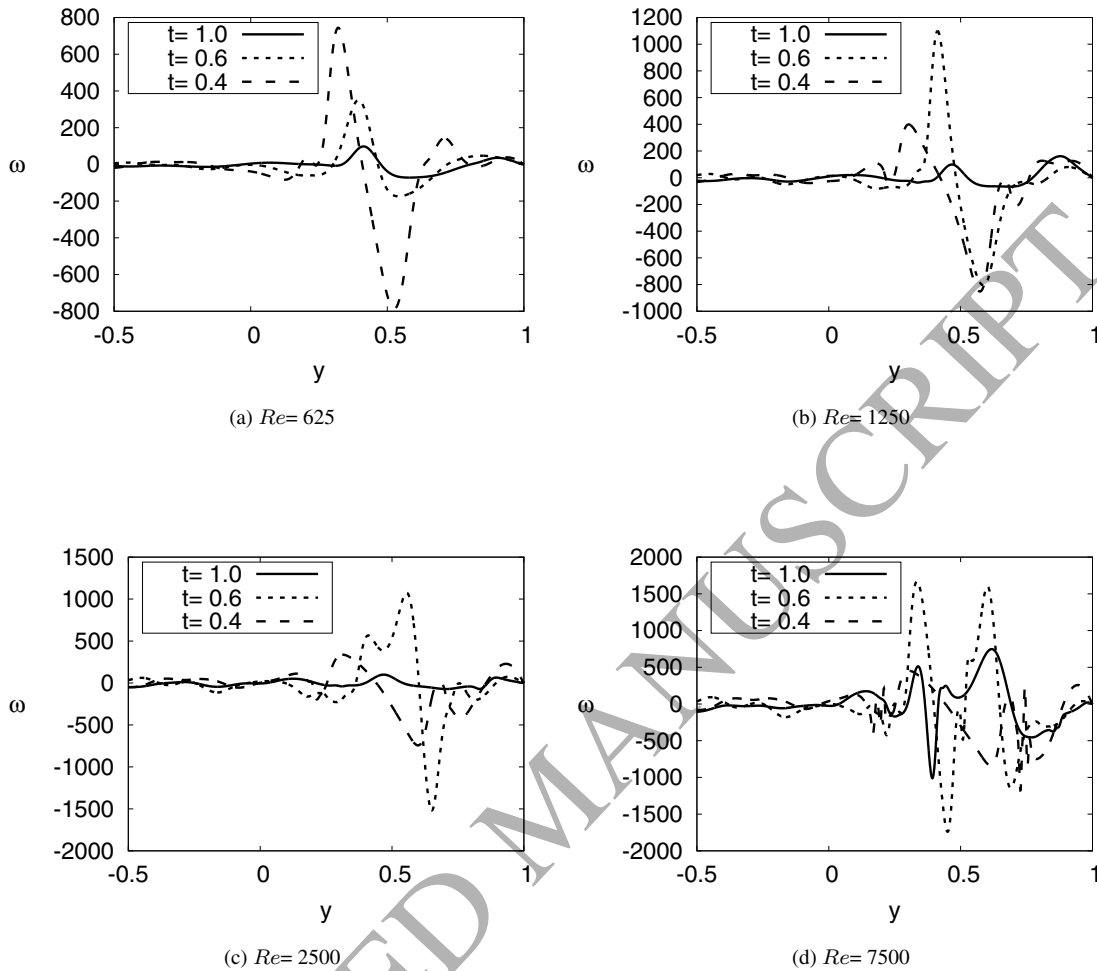 800
600
400
200
0
-200
-400
-600
-800
ω
t= 1.0
t= 0.6
t= 0.4
-0.5 0 0.5 1
y
(a) Re= 625
1200
1000
800
600
400
200
0
-200
-400
-600
-800
-1000
ω
t= 1.0
t= 0.6
t= 0.4
-0.5 0 0.5 1
y
(b) Re= 1250
1500
1000
500
0
-500
-1000
-1500
-2000
ω
t= 1.0
t= 0.6
t= 0.4
-0.5 0 0.5 1
y
(c) Re= 2500
2000
1500
1000
500
0
-500
-1000
-1500
-2000
ω
t= 1.0
t= 0.6
t= 0.4
-0.5 0 0.5 1
y
(d) Re= 7500
ED MANUSCRIPT